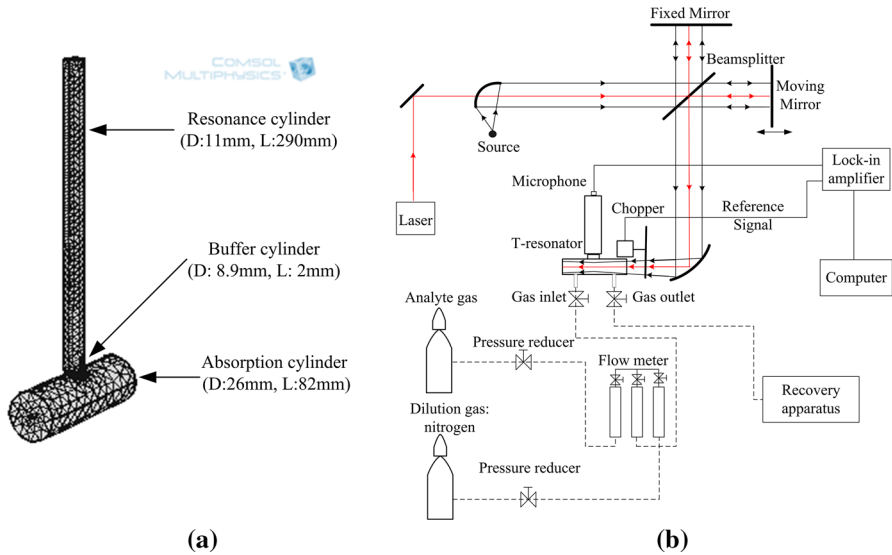 COMSOL
MULTIPHYSICS®
Resonance cylinder
(D:11mm, L:290mm)
Buffer cylinder
(D: 8.9mm, L: 2mm)
Absorption cylinder
(D:26mm, L:82mm)
(a)
Fixed Mirror
Beamsplitter
Moving
Mirror
Source
Laser
Microphone
Chopper
Reference
Signal
Lock-in
amplifier
T-resonator
Computer
Gas inlet
Gas outlet
Analyte gas
Pressure reducer
Flow meter
Recovery
apparatus
Dilution gas:
nitrogen
Pressure reducer
(b)